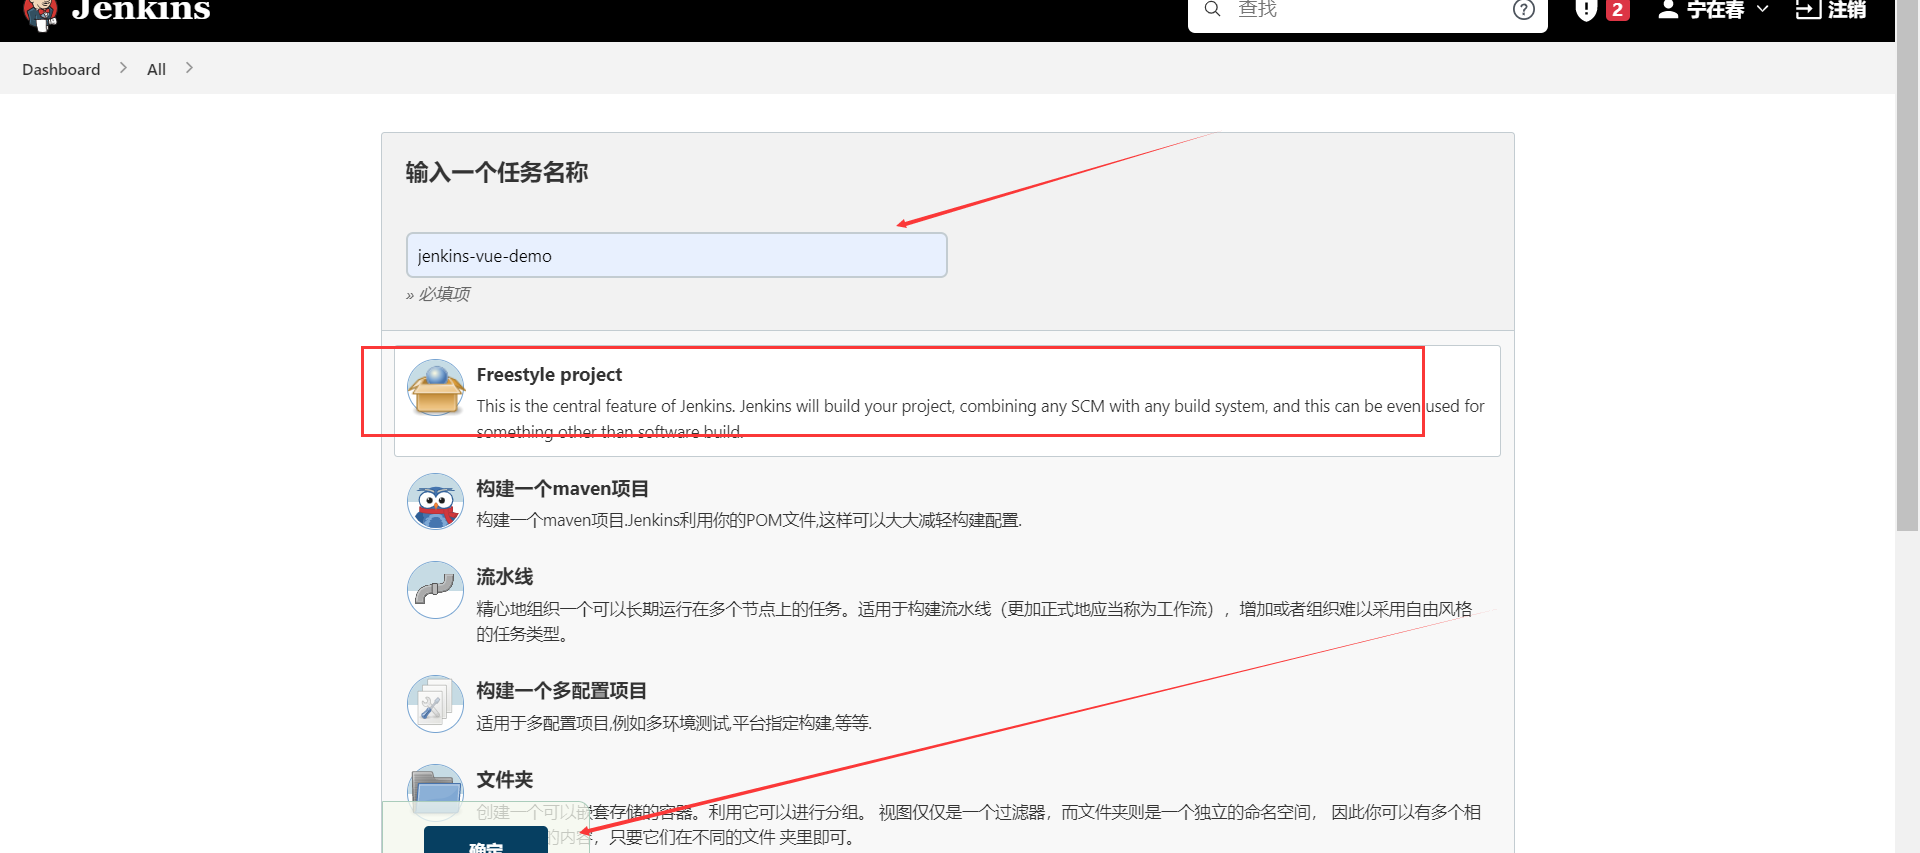 Jenkins
查找
2
宁在春
注销
Dashboard
All
输入一个任务名称
jenkins-vue-demo
» 必填项
Freestyle project
This is the central feature of Jenkins. Jenkins will build your project, combining any SCM with any build system, and this can be even used for
something other than software build.
构建一个maven项目
构建一个maven项目.Jenkins利用你的POM文件,这样可以大大减轻构建配置.
流水线
精心地组织一个可以长期运行在多个节点上的任务。适用于构建流水线（更加正式地应当称为工作流），增加或者组织难以采用自由风格
的任务类型。
构建一个多配置项目
适用于多配置项目,例如多环境测试,平台指定构建,等等.
文件夹
创建一个可以嵌套存储的容器。利用它可以进行分组。 视图仅仅是一个过滤器，而文件夹则是一个独立的命名空间， 因此你可以有多个相
的内容，只要它们在不同的文件 夹里即可。
确定